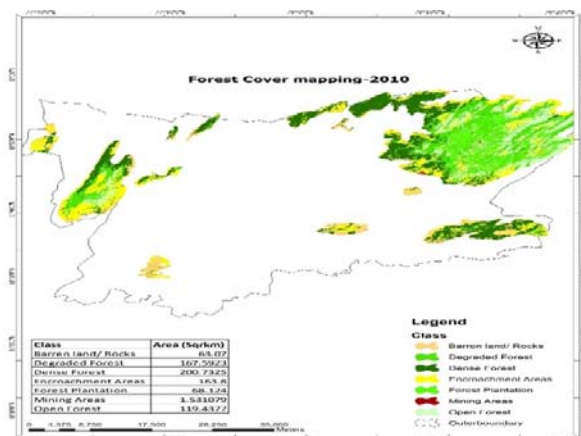 Forest Cover mapping-2010
Class Area (Sqrkm)
Barren land/ Rocks 63.07
Degraded Forest 167.5923
Dense Forest 200.7325
Encroachment Areas 163.8
Forest Plantation 68.124
Mining Areas 1.531079
Open Forest 119.4377
Legend
Class
Barren land/ Rocks
Degraded Forest
Dense Forest
Encroachment Areas
Forest Plantation
Mining Areas
Open Forest
Outerboundary
Meters